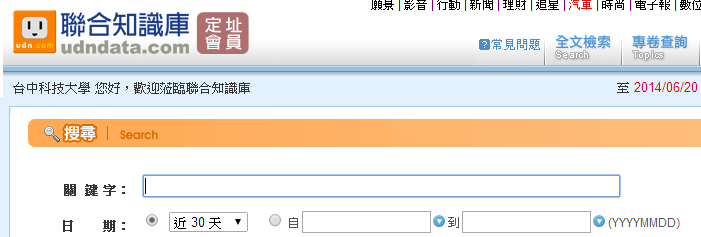 願景 | 影音 | 行動 | 新聞 | 理財 | 追星 | 汽車 | 時尚 | 電子報 | 數位
udn.com 聯合知識庫 定址
udndata.com 會員
常見問題 全文檢索 專卷查詢
Search Topics
台中科技大學 您好，歡迎蒞臨聯合知識庫 至 2014/06/20
搜尋 | Search
關 鍵 字：
日 期： 近 30 天 自 到 (YYYYMMDD)